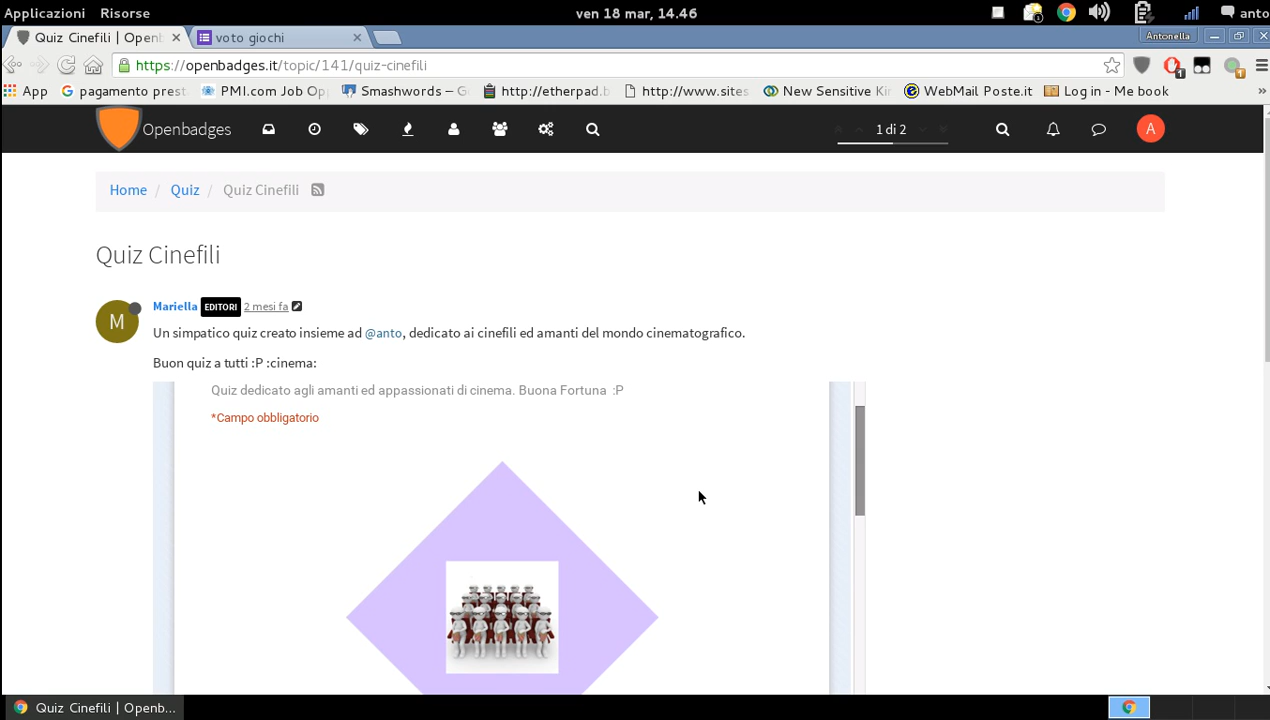 Applicazioni Risorse ven 18 mar, 14.46 anto
Quiz Cinefili | Openb voto giochi Antonella
https://openbadges.it/topic/141/quiz-cinefili
App pagamento prest PMI.com Job Op Smashwords – G http://etherpad.b http://www.sites New Sensitive Kir WebMail Poste.it Log in - Me book »
Openbadges 1 di 2 A
Home / Quiz / Quiz Cinefili
Quiz Cinefili
M Mariella EDITORI 2 mesi fa
Un simpatico quiz creato insieme ad @anto, dedicato ai cinefili ed amanti del mondo cinematografico.
Buon quiz a tutti :P :cinema:
Quiz dedicato agli amanti ed appassionati di cinema. Buona Fortuna :P
*Campo obbligatorio
Quiz Cinefili | Openb...